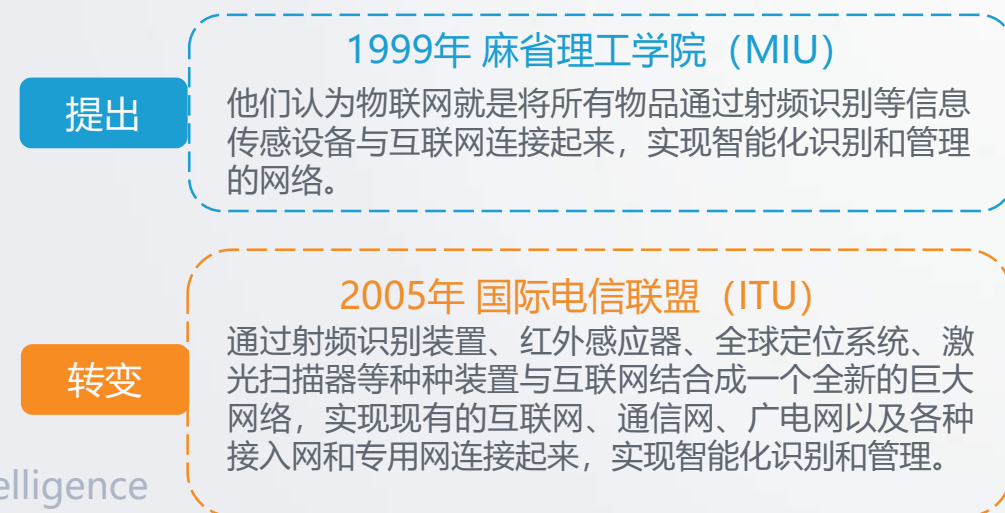 1999年 麻省理工学院（MIU）
提出
他们认为物联网就是将所有物品通过射频识别等信息
传感设备与互联网连接起来，实现智能化识别和管理
的网络。
2005年 国际电信联盟（ITU）
转变
通过射频识别装置、红外感应器、全球定位系统、激
光扫描器等种种装置与互联网结合成一个全新的巨大
网络，实现现有的互联网、通信网、广电网以及各种
接入网和专用网连接起来，实现智能化识别和管理。
elligence